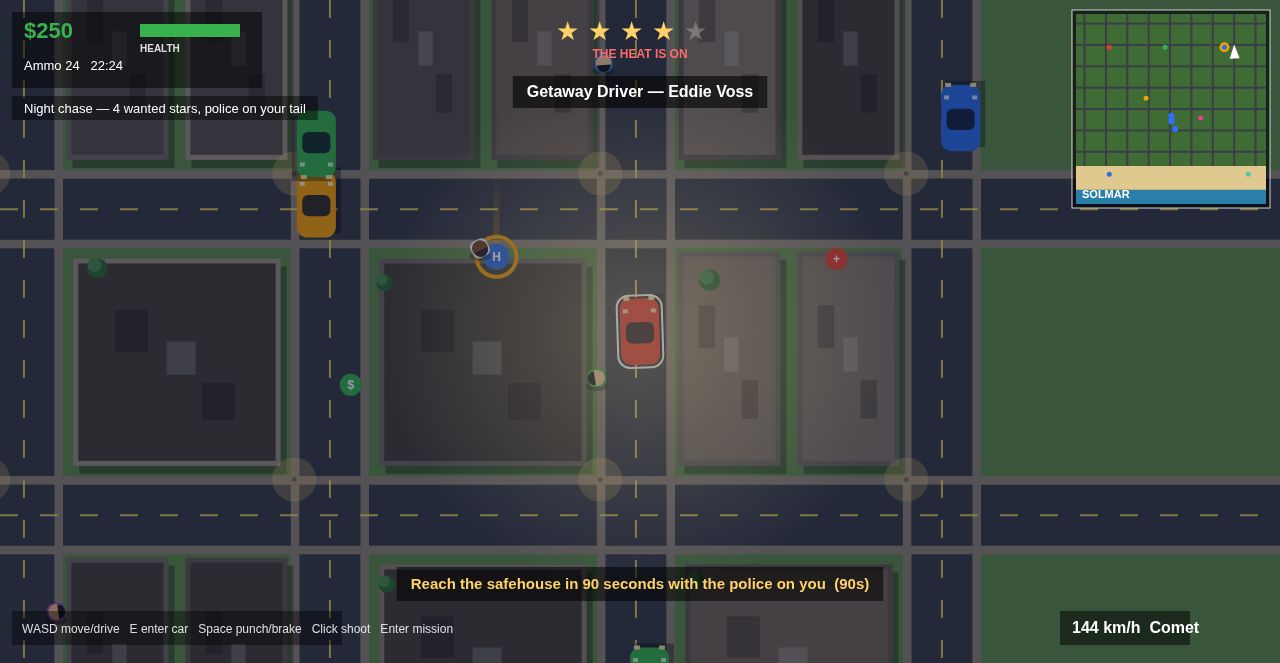 $250
HEALTH
Ammo 24 22:24
Night chase — 4 wanted stars, police on your tail
THE HEAT IS ON
Getaway Driver — Eddie Voss
SOLMAR
H
+
$
Reach the safehouse in 90 seconds with the police on you (90s)
WASD move/drive E enter car Space punch/brake Click shoot Enter mission
144 km/h Comet